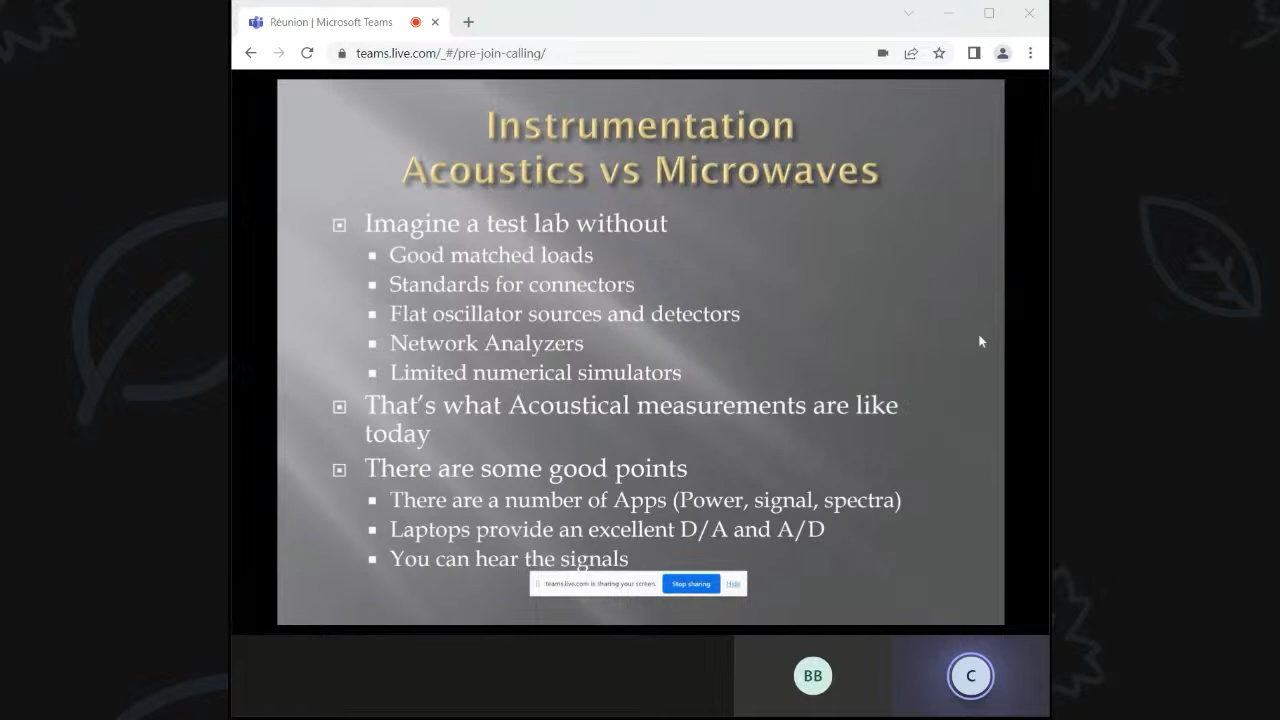 Réunion | Microsoft Teams
teams.live.com/_#/pre-join-calling/
Instrumentation
Acoustics vs Microwaves
Imagine a test lab without
Good matched loads
Standards for connectors
Flat oscillator sources and detectors
Network Analyzers
Limited numerical simulators
That's what Acoustical measurements are like
today
There are some good points
There are a number of Apps (Power, signal, spectra)
Laptops provide an excellent D/A and A/D
You can hear the signals
teams.live.com is sharing your screen. Stop sharing Hide
BB C